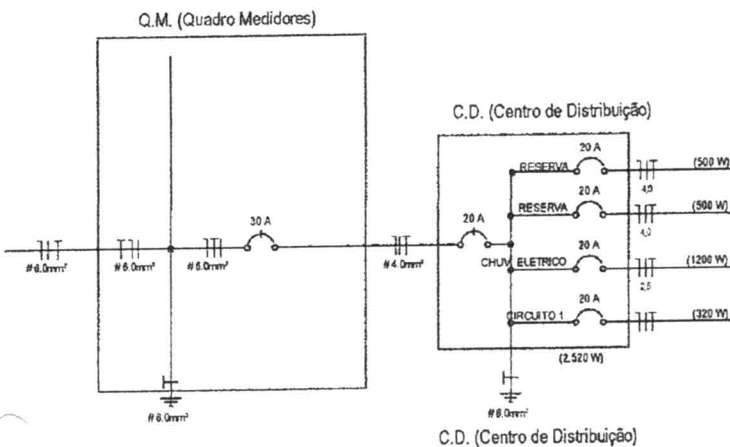 Q.M. (Quadro Medidores)
C.D. (Centro de Distribuição)
30 A
20 A
RESERVA
20 A
4,0
(500 W)
RESERVA
20 A
4,0
(500 W)
CHUV ELETRICO
20 A
2,5
(1200 W)
CIRCUITO 1
20 A
(320 W)
(2.520 W)
#6.0mm²
#6.0mm²
#6.0mm²
#4.0mm²
#6.0mm²
#6.0mm²
C.D. (Centro de Distribuição)